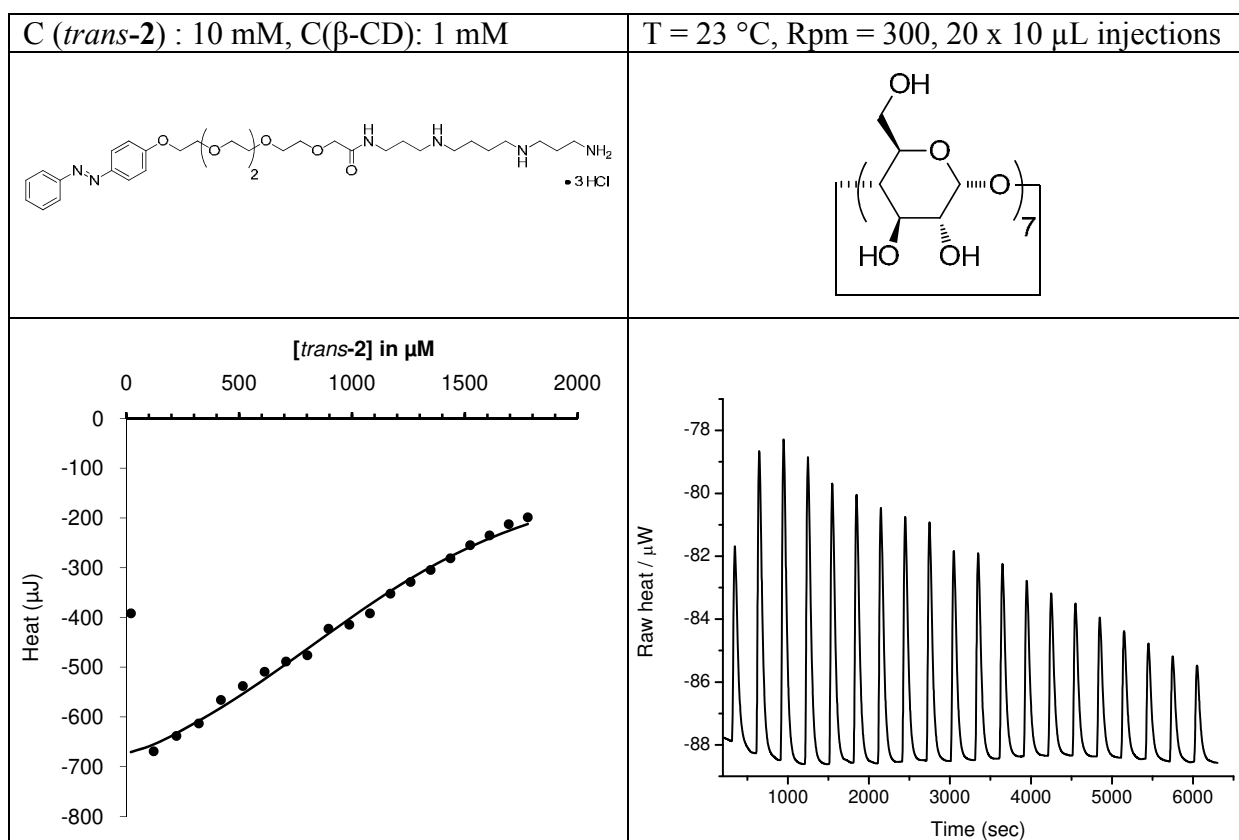 C (trans-2) : 10 mM, C(β-CD): 1 mM
T = 23 °C, Rpm = 300, 20 x 10 µL injections
N
N
O
O
2
O
O
O
H
N
H
N
N
H
NH2
• 3 HCl
OH
O
O
7
HO
OH
[trans-2] in µM
0 500 1000 1500 2000
0
-100
-200
-300
-400
-500
-600
-700
-800
Heat (µJ)
-78
-80
-82
-84
-86
-88
Raw heat / µW
1000 2000 3000 4000 5000 6000
Time (sec)